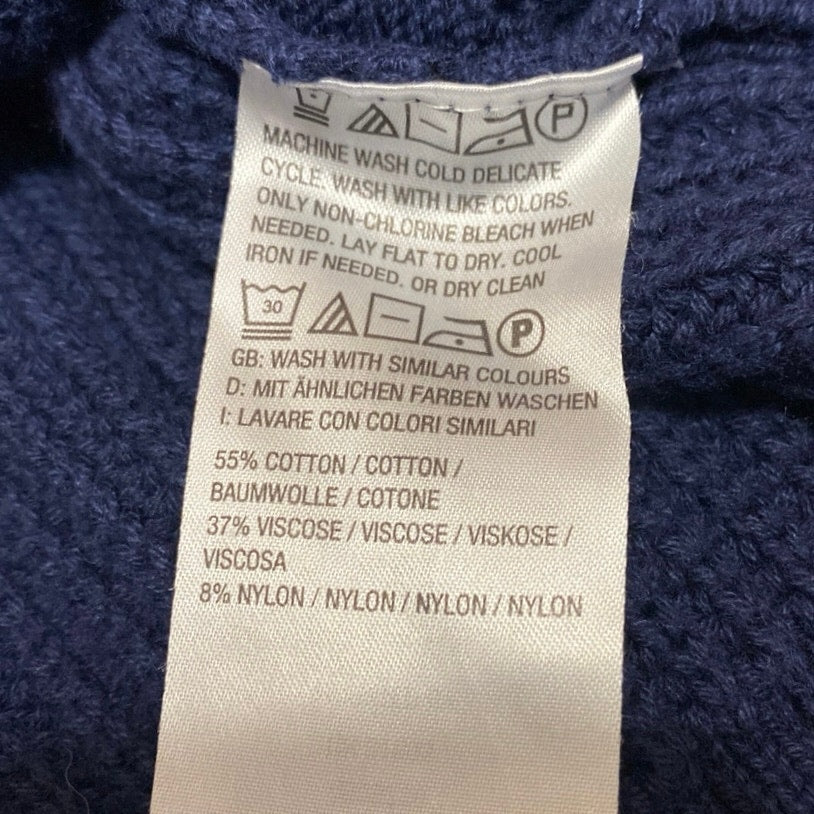 P
MACHINE WASH COLD DELICATE
CYCLE. WASH WITH LIKE COLORS.
ONLY NON-CHLORINE BLEACH WHEN
NEEDED. LAY FLAT TO DRY. COOL
IRON IF NEEDED. OR DRY CLEAN
30 P
GB: WASH WITH SIMILAR COLOURS
D: MIT ÄHNLICHEN FARBEN WASCHEN
I: LAVARE CON COLORI SIMILARI
55% COTTON / COTTON /
BAUMWOLLE / COTONE
37% VISCOSE / VISCOSE / VISKOSE /
VISCOSA
8% NYLON / NYLON / NYLON / NYLON